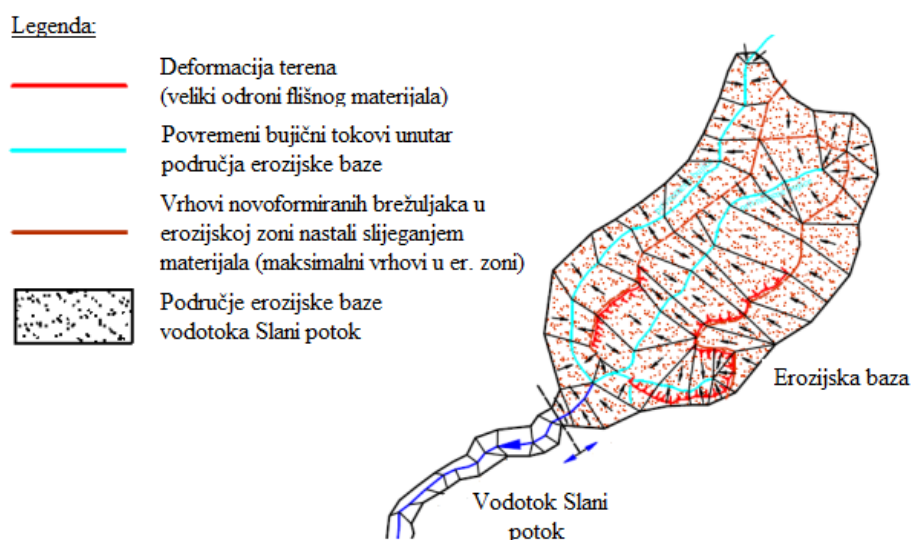 Legenda:
Deformacija terena
(veliki odroni flišnog materijala)
Povremeni bujični tokovi unutar
područja erozijske baze
Vrhovi novoformiranih brežuljaka u
erozijskoj zoni nastali slijeganjem
materijala (maksimalni vrhovi u er. zoni)
Područje erozijske baze
vodotoka Slani potok
Erozijska baza
Vodotok Slani
potok